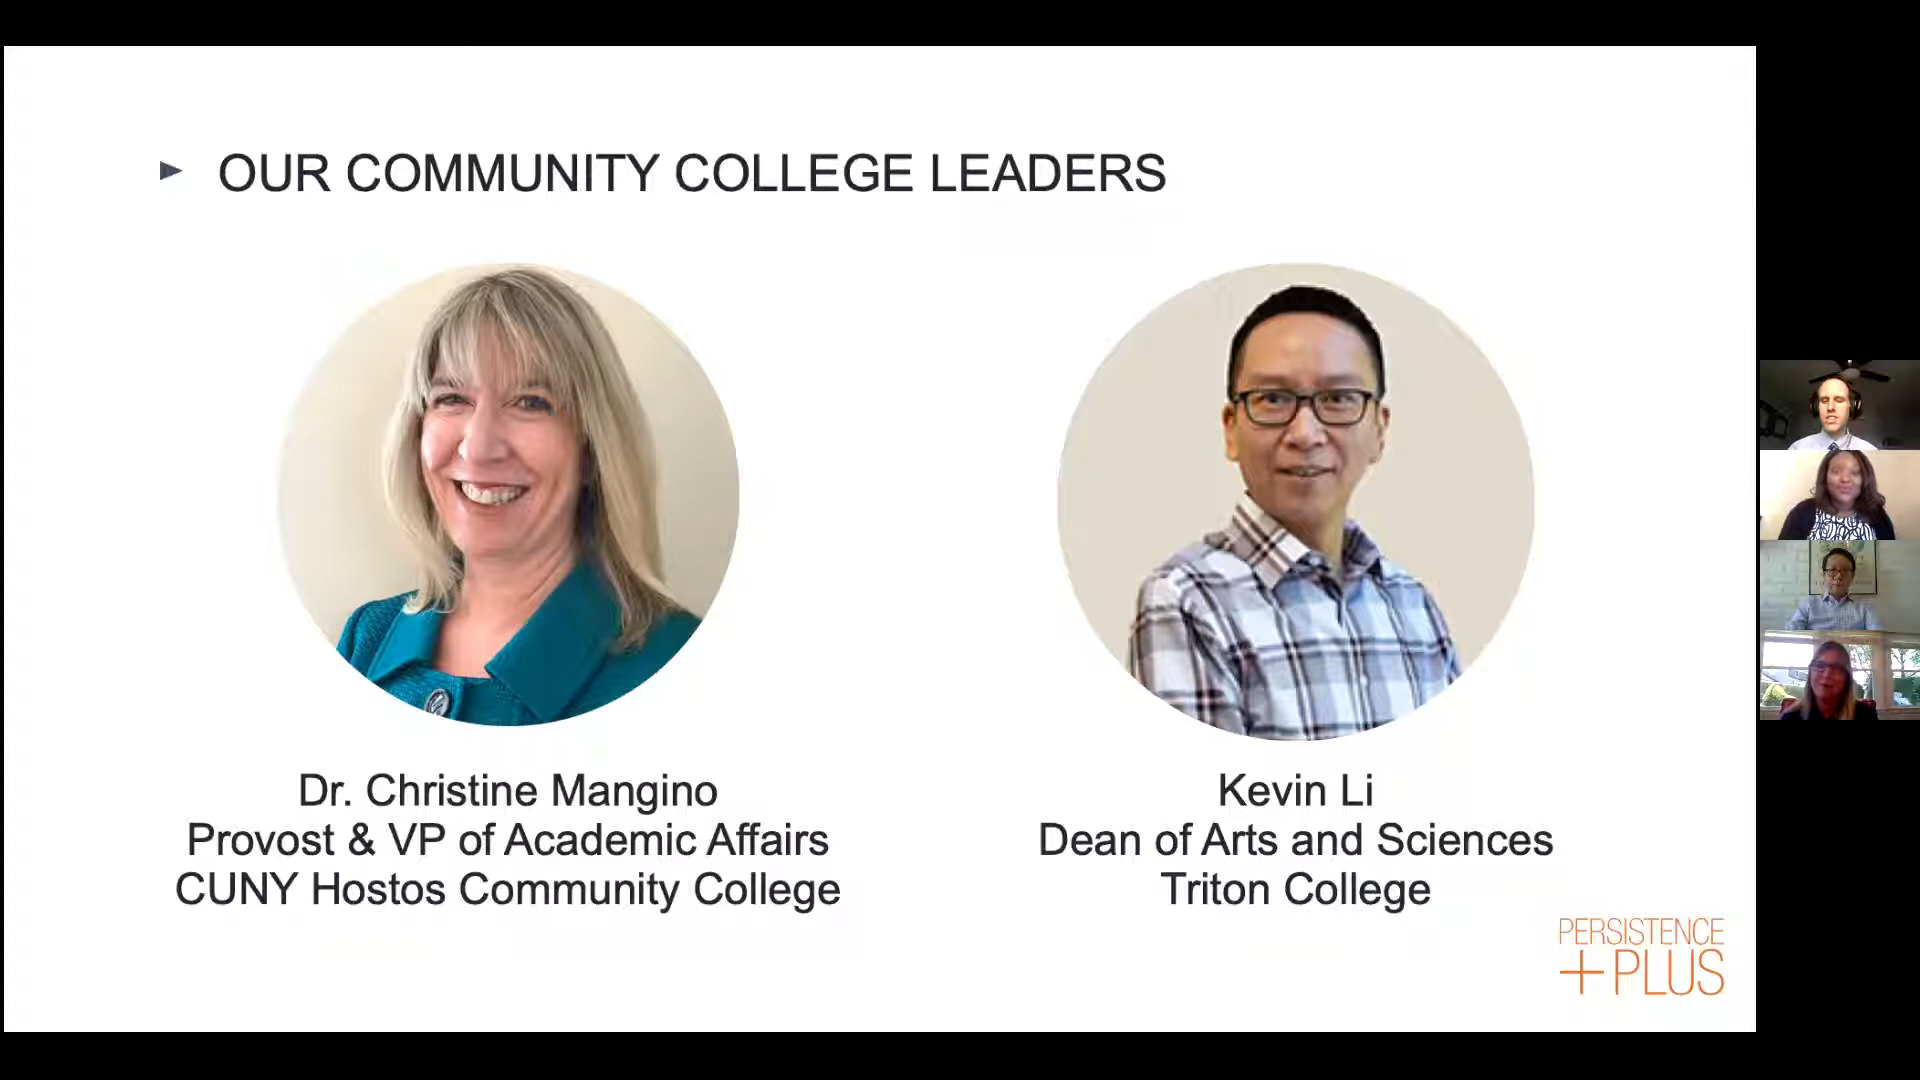 OUR COMMUNITY COLLEGE LEADERS
Dr. Christine Mangino
Provost & VP of Academic Affairs
CUNY Hostos Community College
Kevin Li
Dean of Arts and Sciences
Triton College
PERSISTENCE
+PLUS